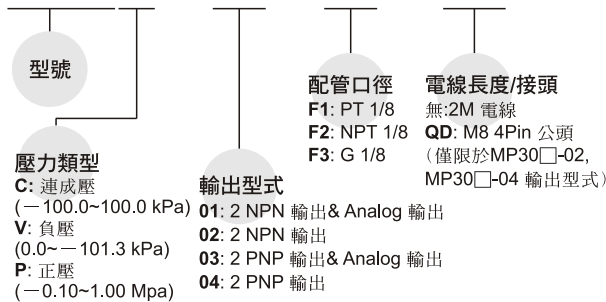 型號
壓力類型
C: 連成壓
(－100.0~100.0 kPa)
V: 負壓
(0.0~－101.3 kPa)
P: 正壓
(－0.10~1.00 Mpa)
輸出型式
01: 2 NPN 輸出& Analog 輸出
02: 2 NPN 輸出
03: 2 PNP 輸出& Analog 輸出
04: 2 PNP 輸出
配管口徑
F1: PT 1/8
F2: NPT 1/8
F3: G 1/8
電線長度/接頭
無:2M 電線
QD: M8 4Pin 公頭
(僅限於MP30□-02,
MP30□-04 輸出型式)